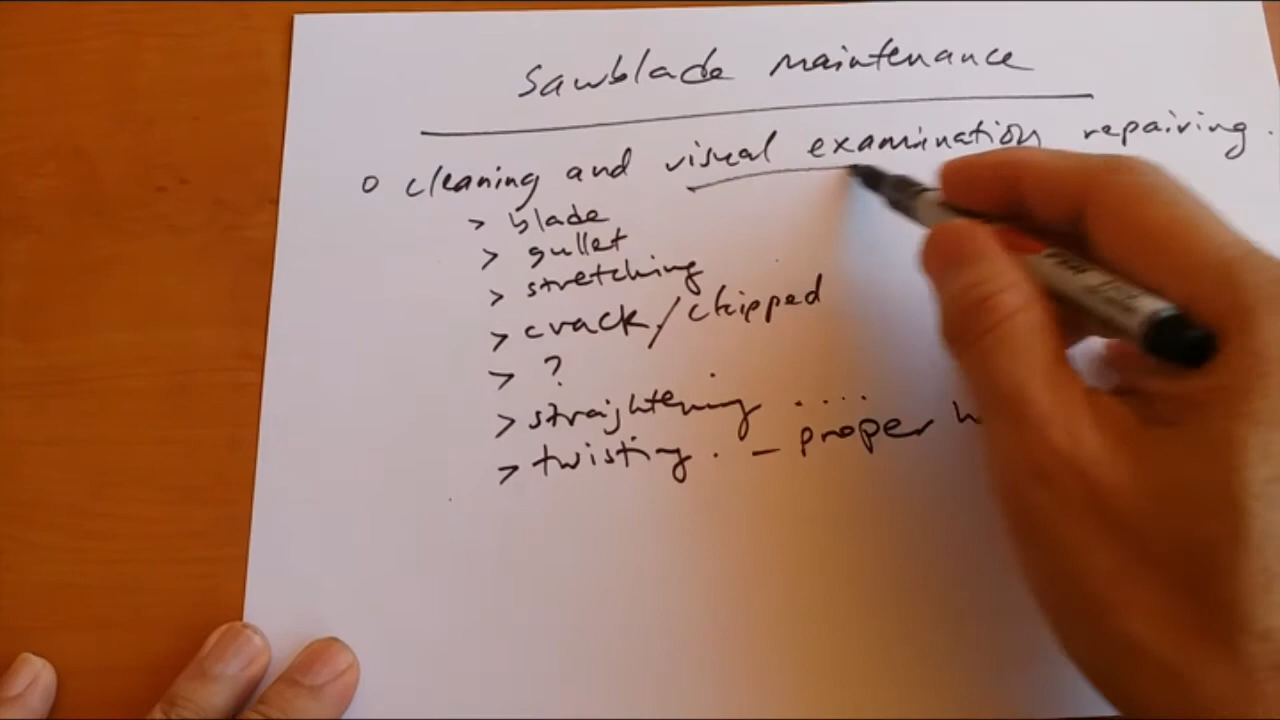 Sawblade maintenance
o cleaning and visual examination repairing.
> blade
> gullet
> stretching
> crack/chipped
> ?
> straightening .....
> twisting. - proper